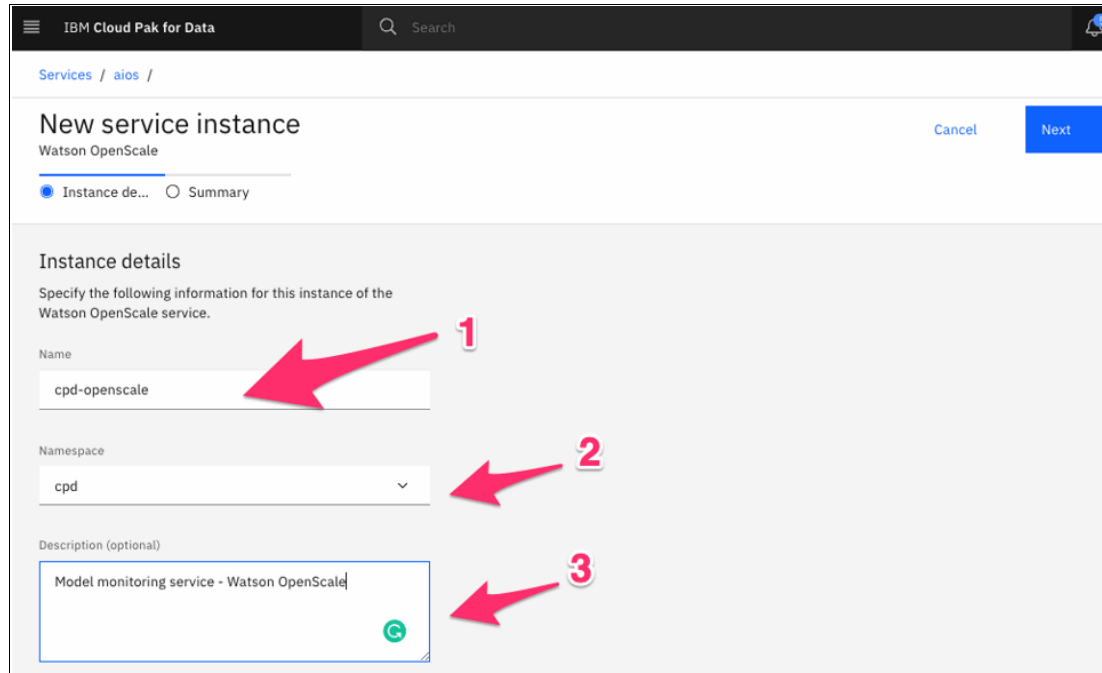 IBM Cloud Pak for Data
Search
Services / aios /
New service instance
Cancel
Next
Watson OpenScale
Instance de...
Summary
Instance details
Specify the following information for this instance of the
Watson OpenScale service.
1
Name
cpd-openscale
Namespace
2
cpd
Description (optional)
3
Model monitoring service - Watson OpenScale